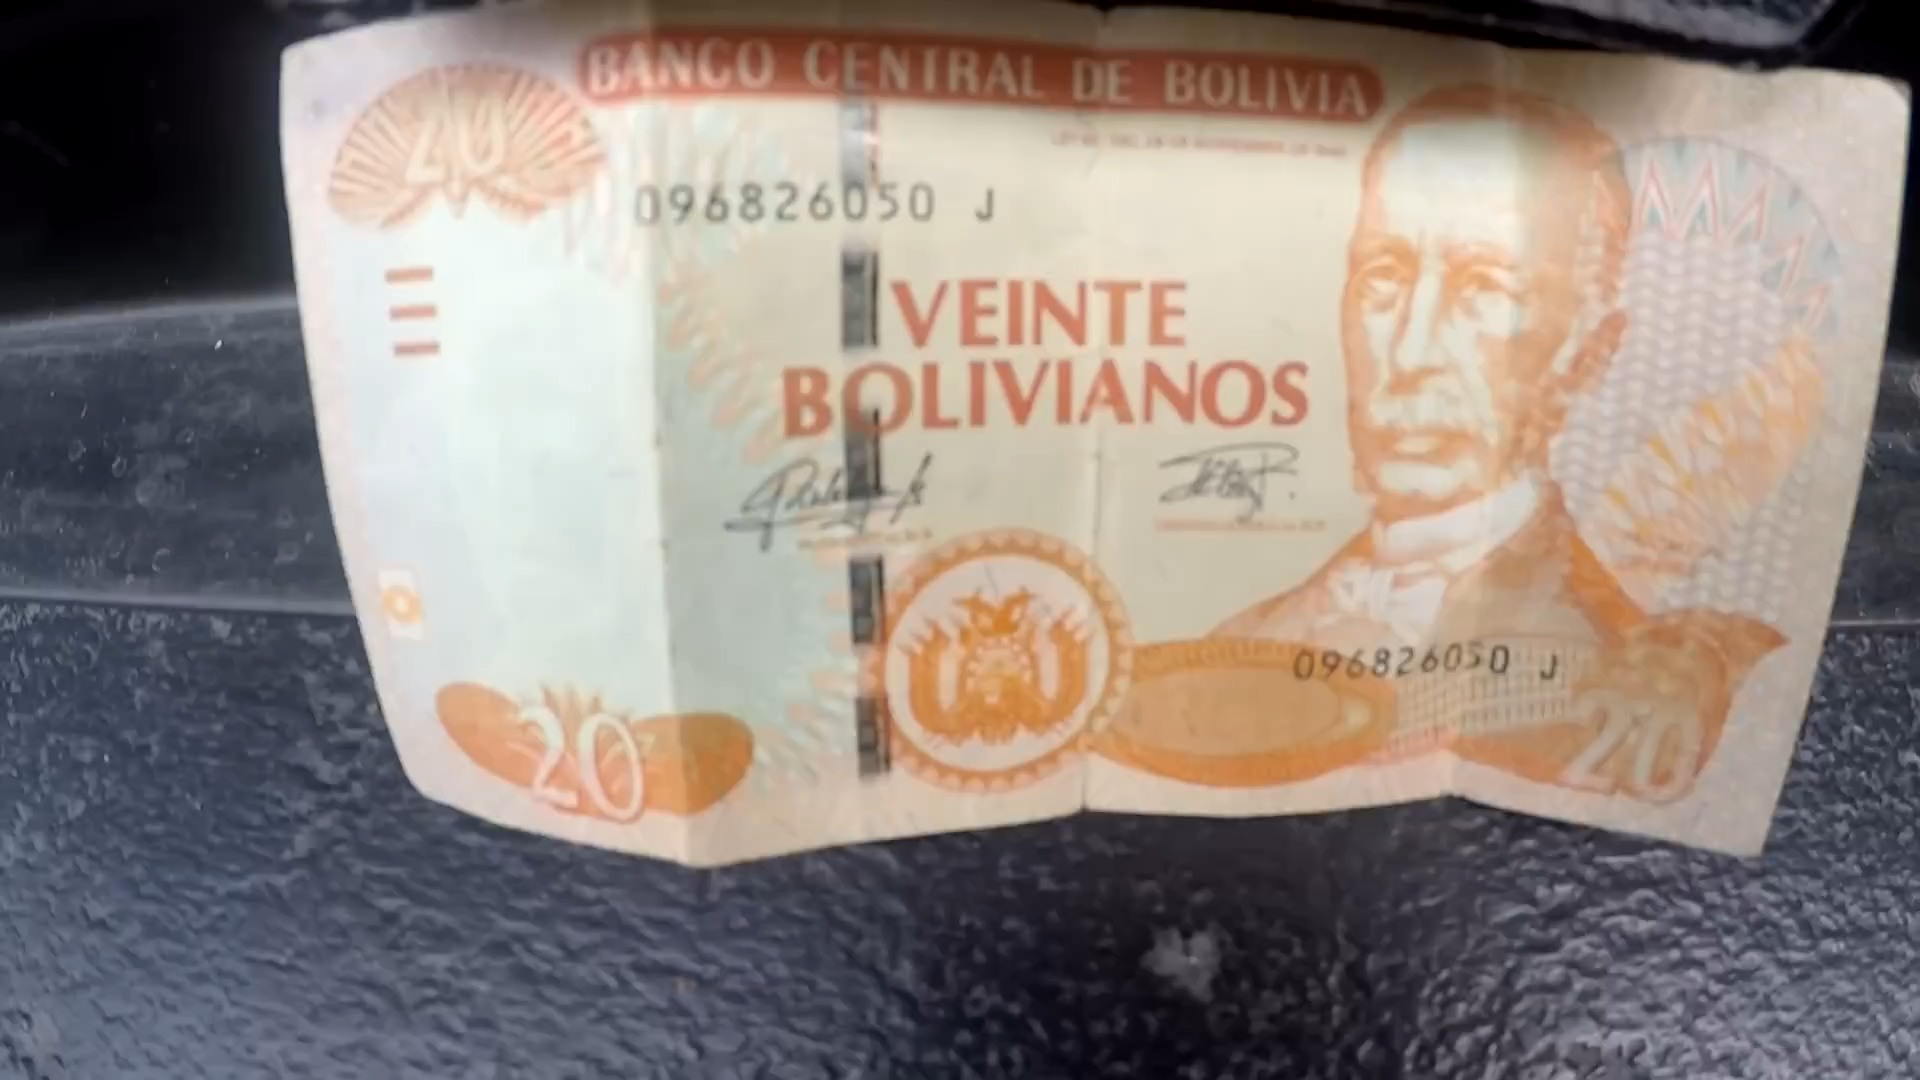 BANCO CENTRAL DE BOLIVIA
20
096826050 J
VEINTE
BOLIVIANOS
096826050 J
20
20